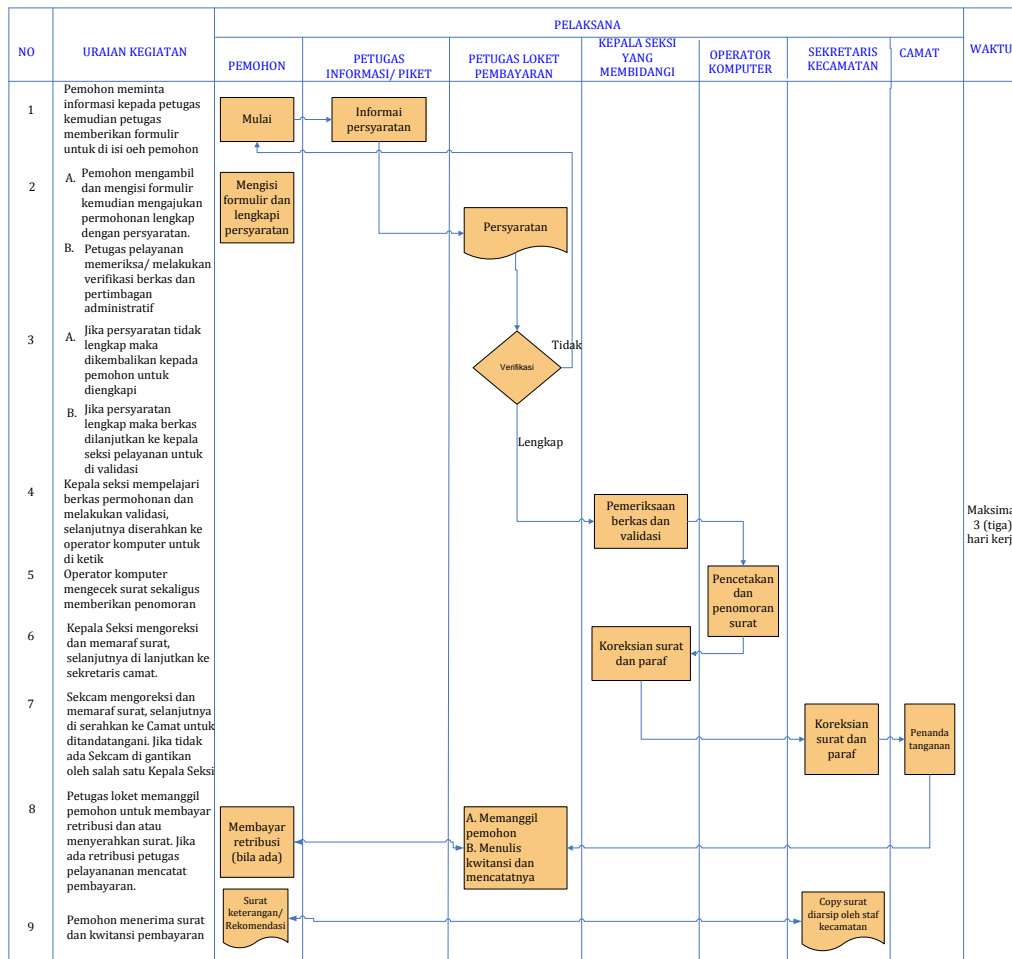 PELAKSANA
NO
URAIAN KEGIATAN
PEMOHON
PETUGAS
INFORMASI/ PIKET
PETUGAS LOKET
PEMBAYARAN
KEPALA SEKSI
YANG
MEMBIDANGI
OPERATOR
KOMPUTER
SEKRETARIS
KECAMATAN
CAMAT
WAKTU
1
Pemohon meminta
informasi kepada petugas
kemudian petugas
memberikan formulir
untuk di isi oeh pemohon
Mulai
Informai
persyaratan
2
A. Pemohon mengambil
dan mengisi formulir
kemudian mengajukan
permohonan lengkap
dengan persyaratan.
B. Petugas pelayanan
memeriksa/ melakukan
verifikasi berkas dan
pertimbagan
administratif
Mengisi
formulir dan
lengkapi
persyaratan
Persyaratan
3
A. Jika persyaratan tidak
lengkap maka
dikembalikan kepada
pemohon untuk
diengkapi
B. Jika persyaratan
lengkap maka berkas
dilanjutkan ke kepala
seksi pelayanan untuk
di validasi
Verifikasi
Tidak
Lengkap
4
Kepala seksi mempelajari
berkas permohonan dan
melakukan validasi,
selanjutnya diserahkan ke
operator komputer untuk
di ketik
Pemeriksaan
berkas dan
validasi
Maksima
3 (tiga)
hari kerj
5
Operator komputer
mengecek surat sekaligus
memberikan penomoran
Pencetakan
dan
penomoran
surat
6
Kepala Seksi mengoreksi
dan memaraf surat,
selanjutnya di lanjutkan ke
sekretaris camat.
Koreksian surat
dan paraf
7
Sekcam mengoreksi dan
memaraf surat, selanjutnya
di serahkan ke Camat untuk
ditandatangani. Jika tidak
ada Sekcam di gantikan
oleh salah satu Kepala Seksi
Koreksian
surat dan
paraf
Penanda
tanganan
8
Petugas loket memanggil
pemohon untuk membayar
retribusi dan atau
menyerahkan surat. Jika
ada retribusi petugas
pelayananan mencatat
pembayaran.
Membayar
retribusi
(bila ada)
A. Memanggil
pemohon
B. Menulis
kwitansi dan
mencatatnya
9
Pemohon menerima surat
dan kwitansi pembayaran
Surat
keterangan/
Rekomendasi
Copy surat
diarsip oleh staf
kecamatan